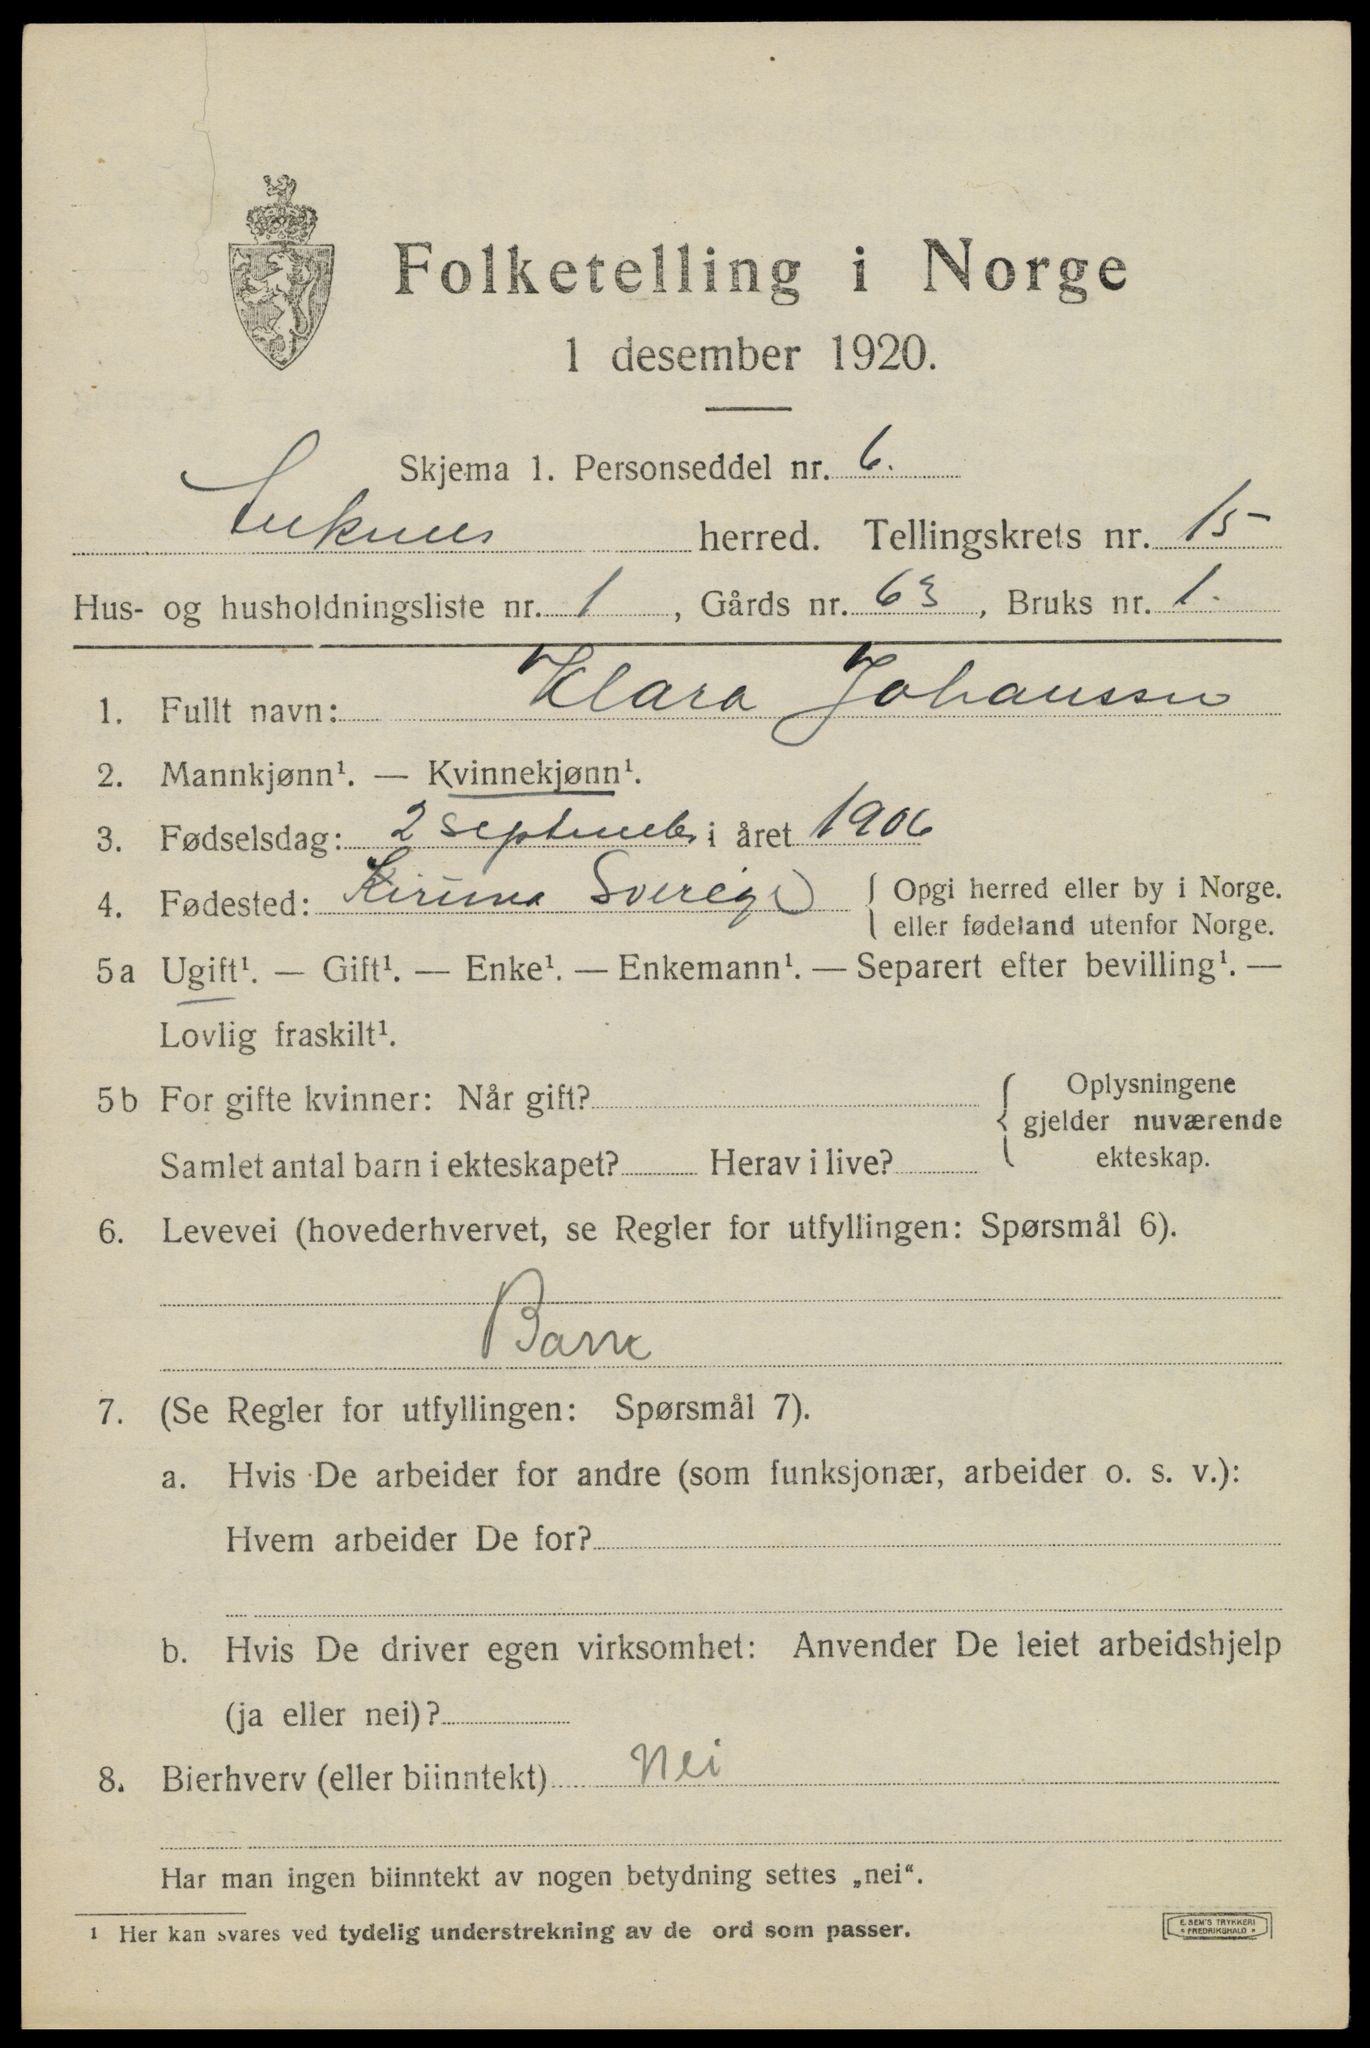 Folketelling i Norge
1 desember 1920.
Skjema 1. Personseddel nr. 6.
herred. Tellingskrets nr. 15
Hus- og husholdningsliste nr. 1, Gårds nr. 63, Bruks nr. 1.
1. Fullt navn: Klara Johanssen
2. Mannkjønn¹. — Kvinnekjønn¹.
3. Fødselsdag: 2 september i året 1906
4. Fødested: Kiruna Sverige
Opgi herred eller by i Norge.
eller fødeland utenfor Norge.
5a Ugift¹. — Gift¹. — Enke¹. — Enkemann¹. — Separert efter bevilling¹. —
Lovlig fraskilt¹.
5b For gifte kvinner: Når gift?
Samlet antal barn i ekteskapet? Herav i live?
Oplysningene
gjelder nuværende
ekteskap.
6. Levevei (hovederhvervet, se Regler for utfyllingen: Spørsmål 6).
Barn
7. (Se Regler for utfyllingen: Spørsmål 7).
a. Hvis De arbeider for andre (som funksjonær, arbeider o. s. v.):
Hvem arbeider De for?
b. Hvis De driver egen virksomhet: Anvender De leiet arbeidshjelp
(ja eller nei)?
8. Bierhverv (eller biinntekt) Nei
Har man ingen biinntekt av nogen betydning settes „nei“.
¹ Her kan svares ved tydelig understrekning av de ord som passer.
E. SEM'S TRYKKERI
FREDRIKSHALD